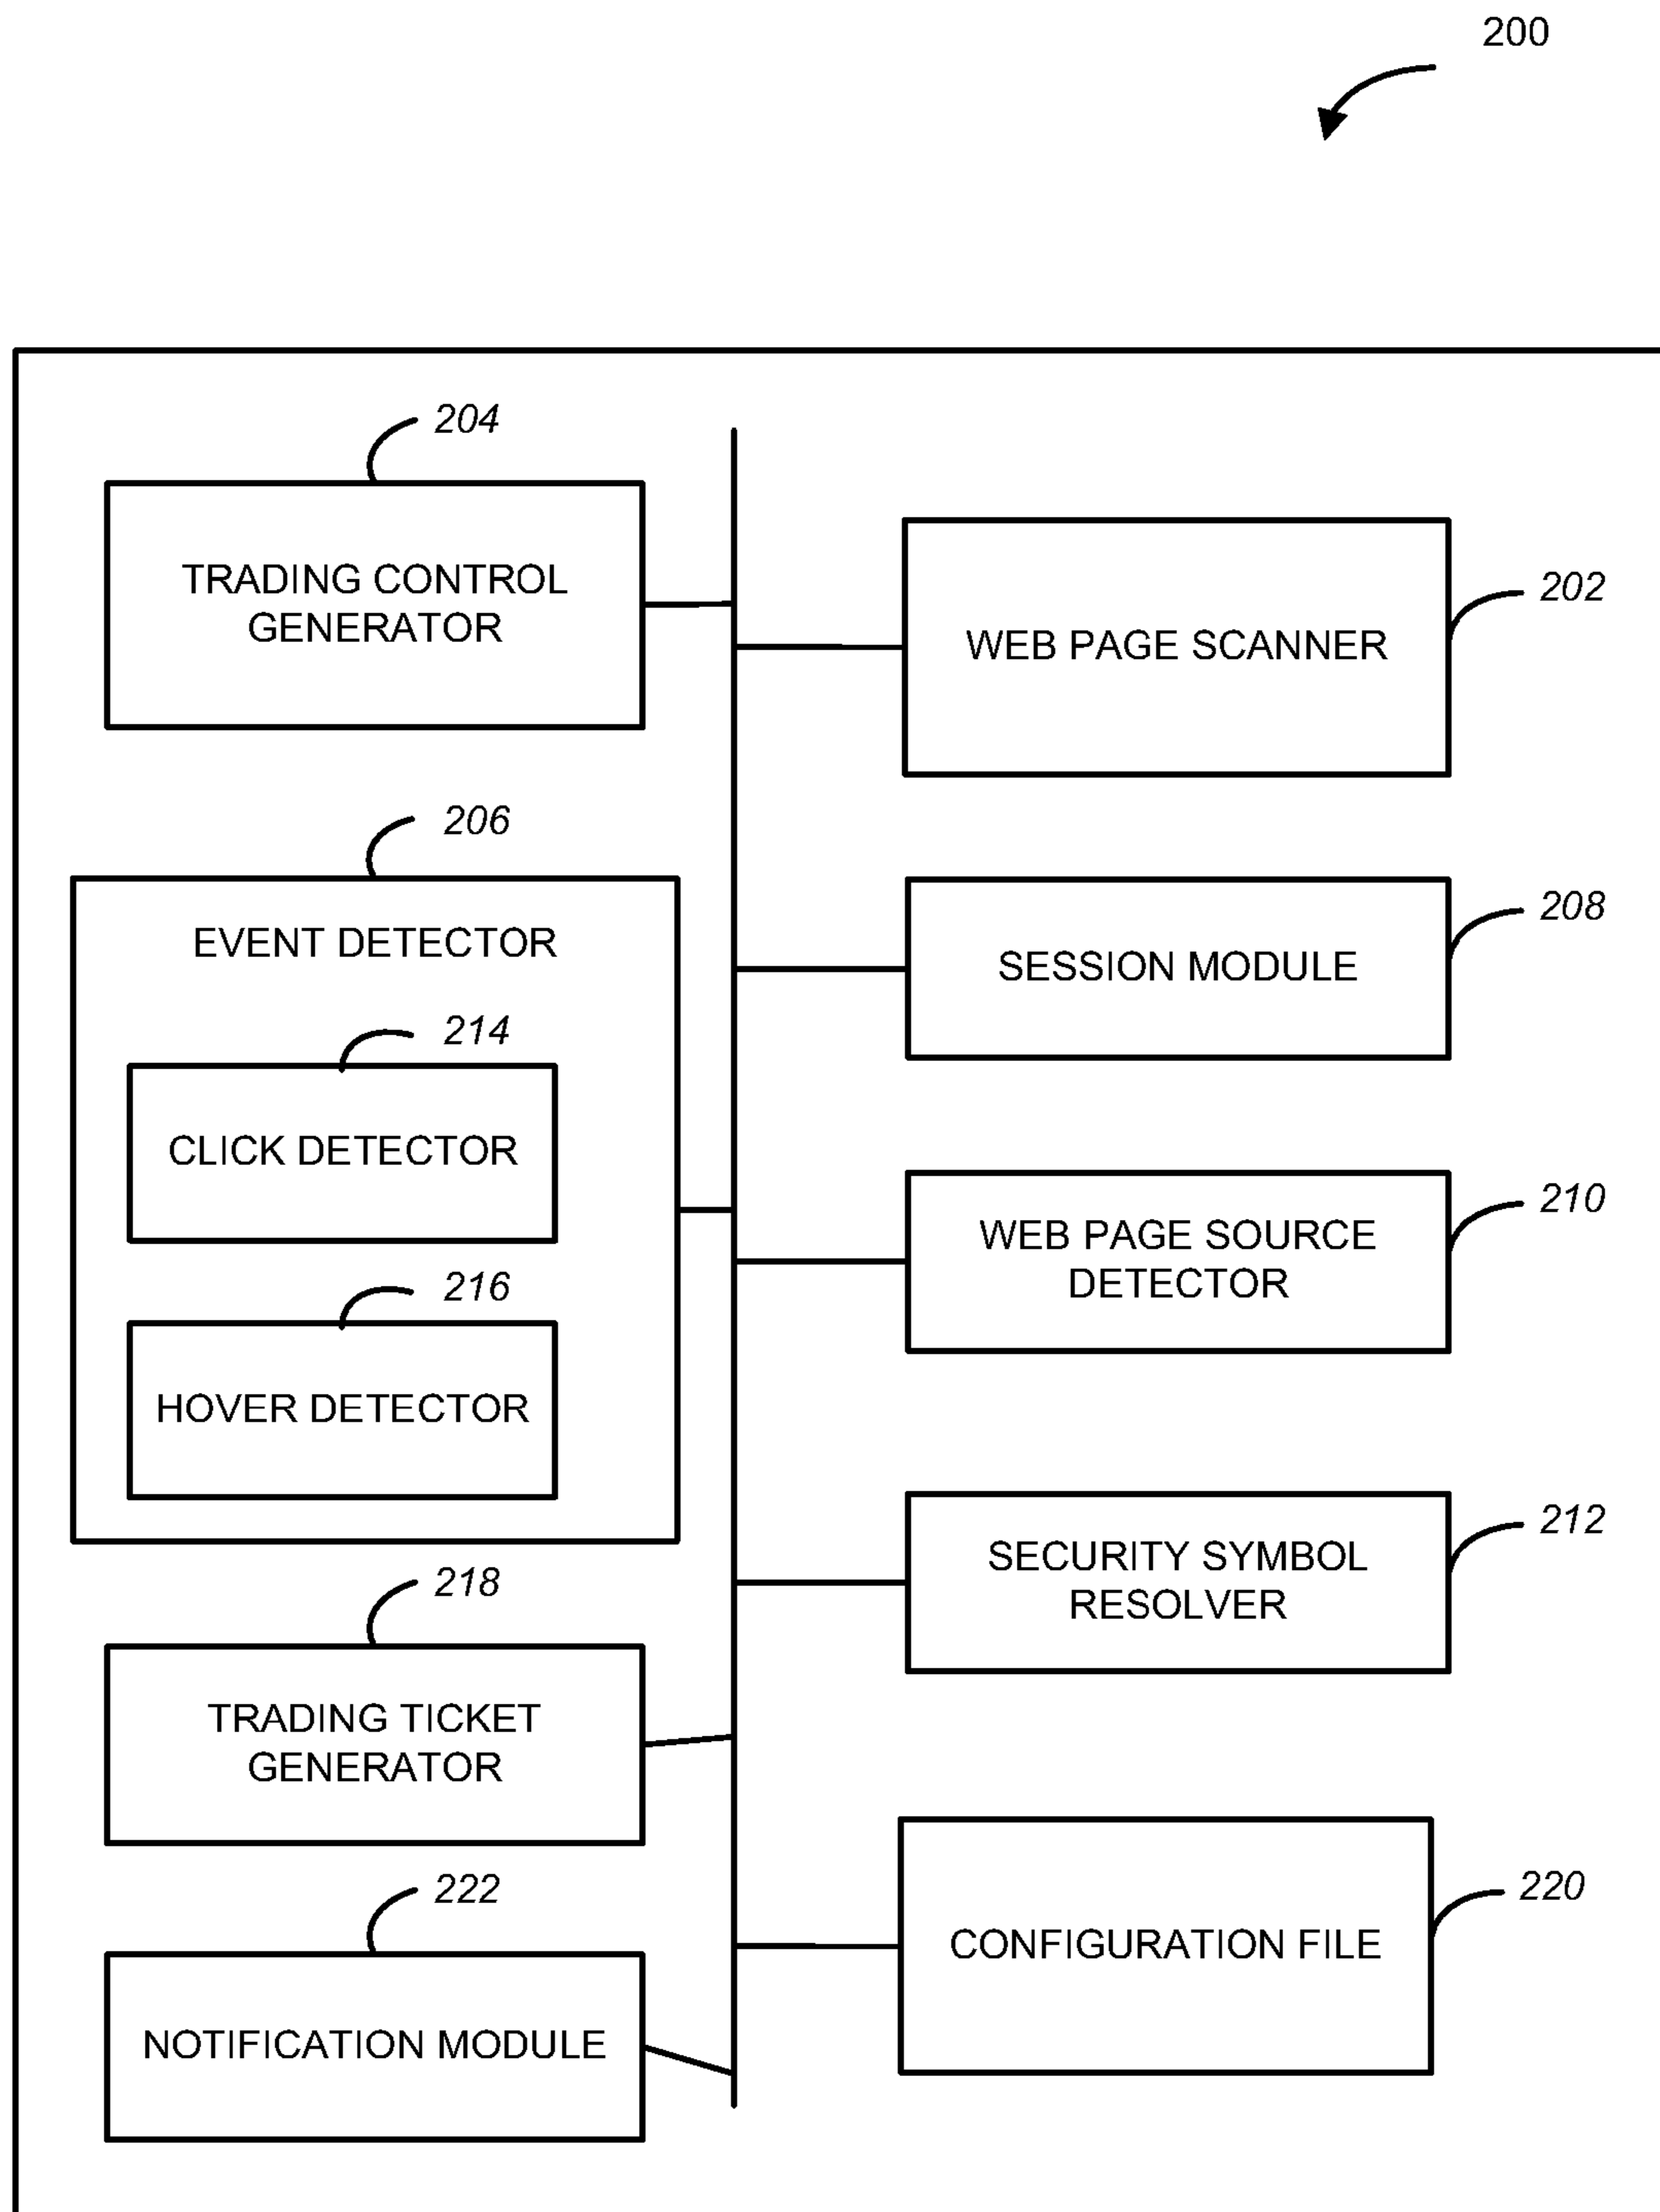 200
204
TRADING CONTROL
GENERATOR
202
WEB PAGE SCANNER
206
EVENT DETECTOR
208
SESSION MODULE
214
CLICK DETECTOR
210
WEB PAGE SOURCE
DETECTOR
216
HOVER DETECTOR
212
SECURITY SYMBOL
RESOLVER
218
TRADING TICKET
GENERATOR
220
CONFIGURATION FILE
222
NOTIFICATION MODULE